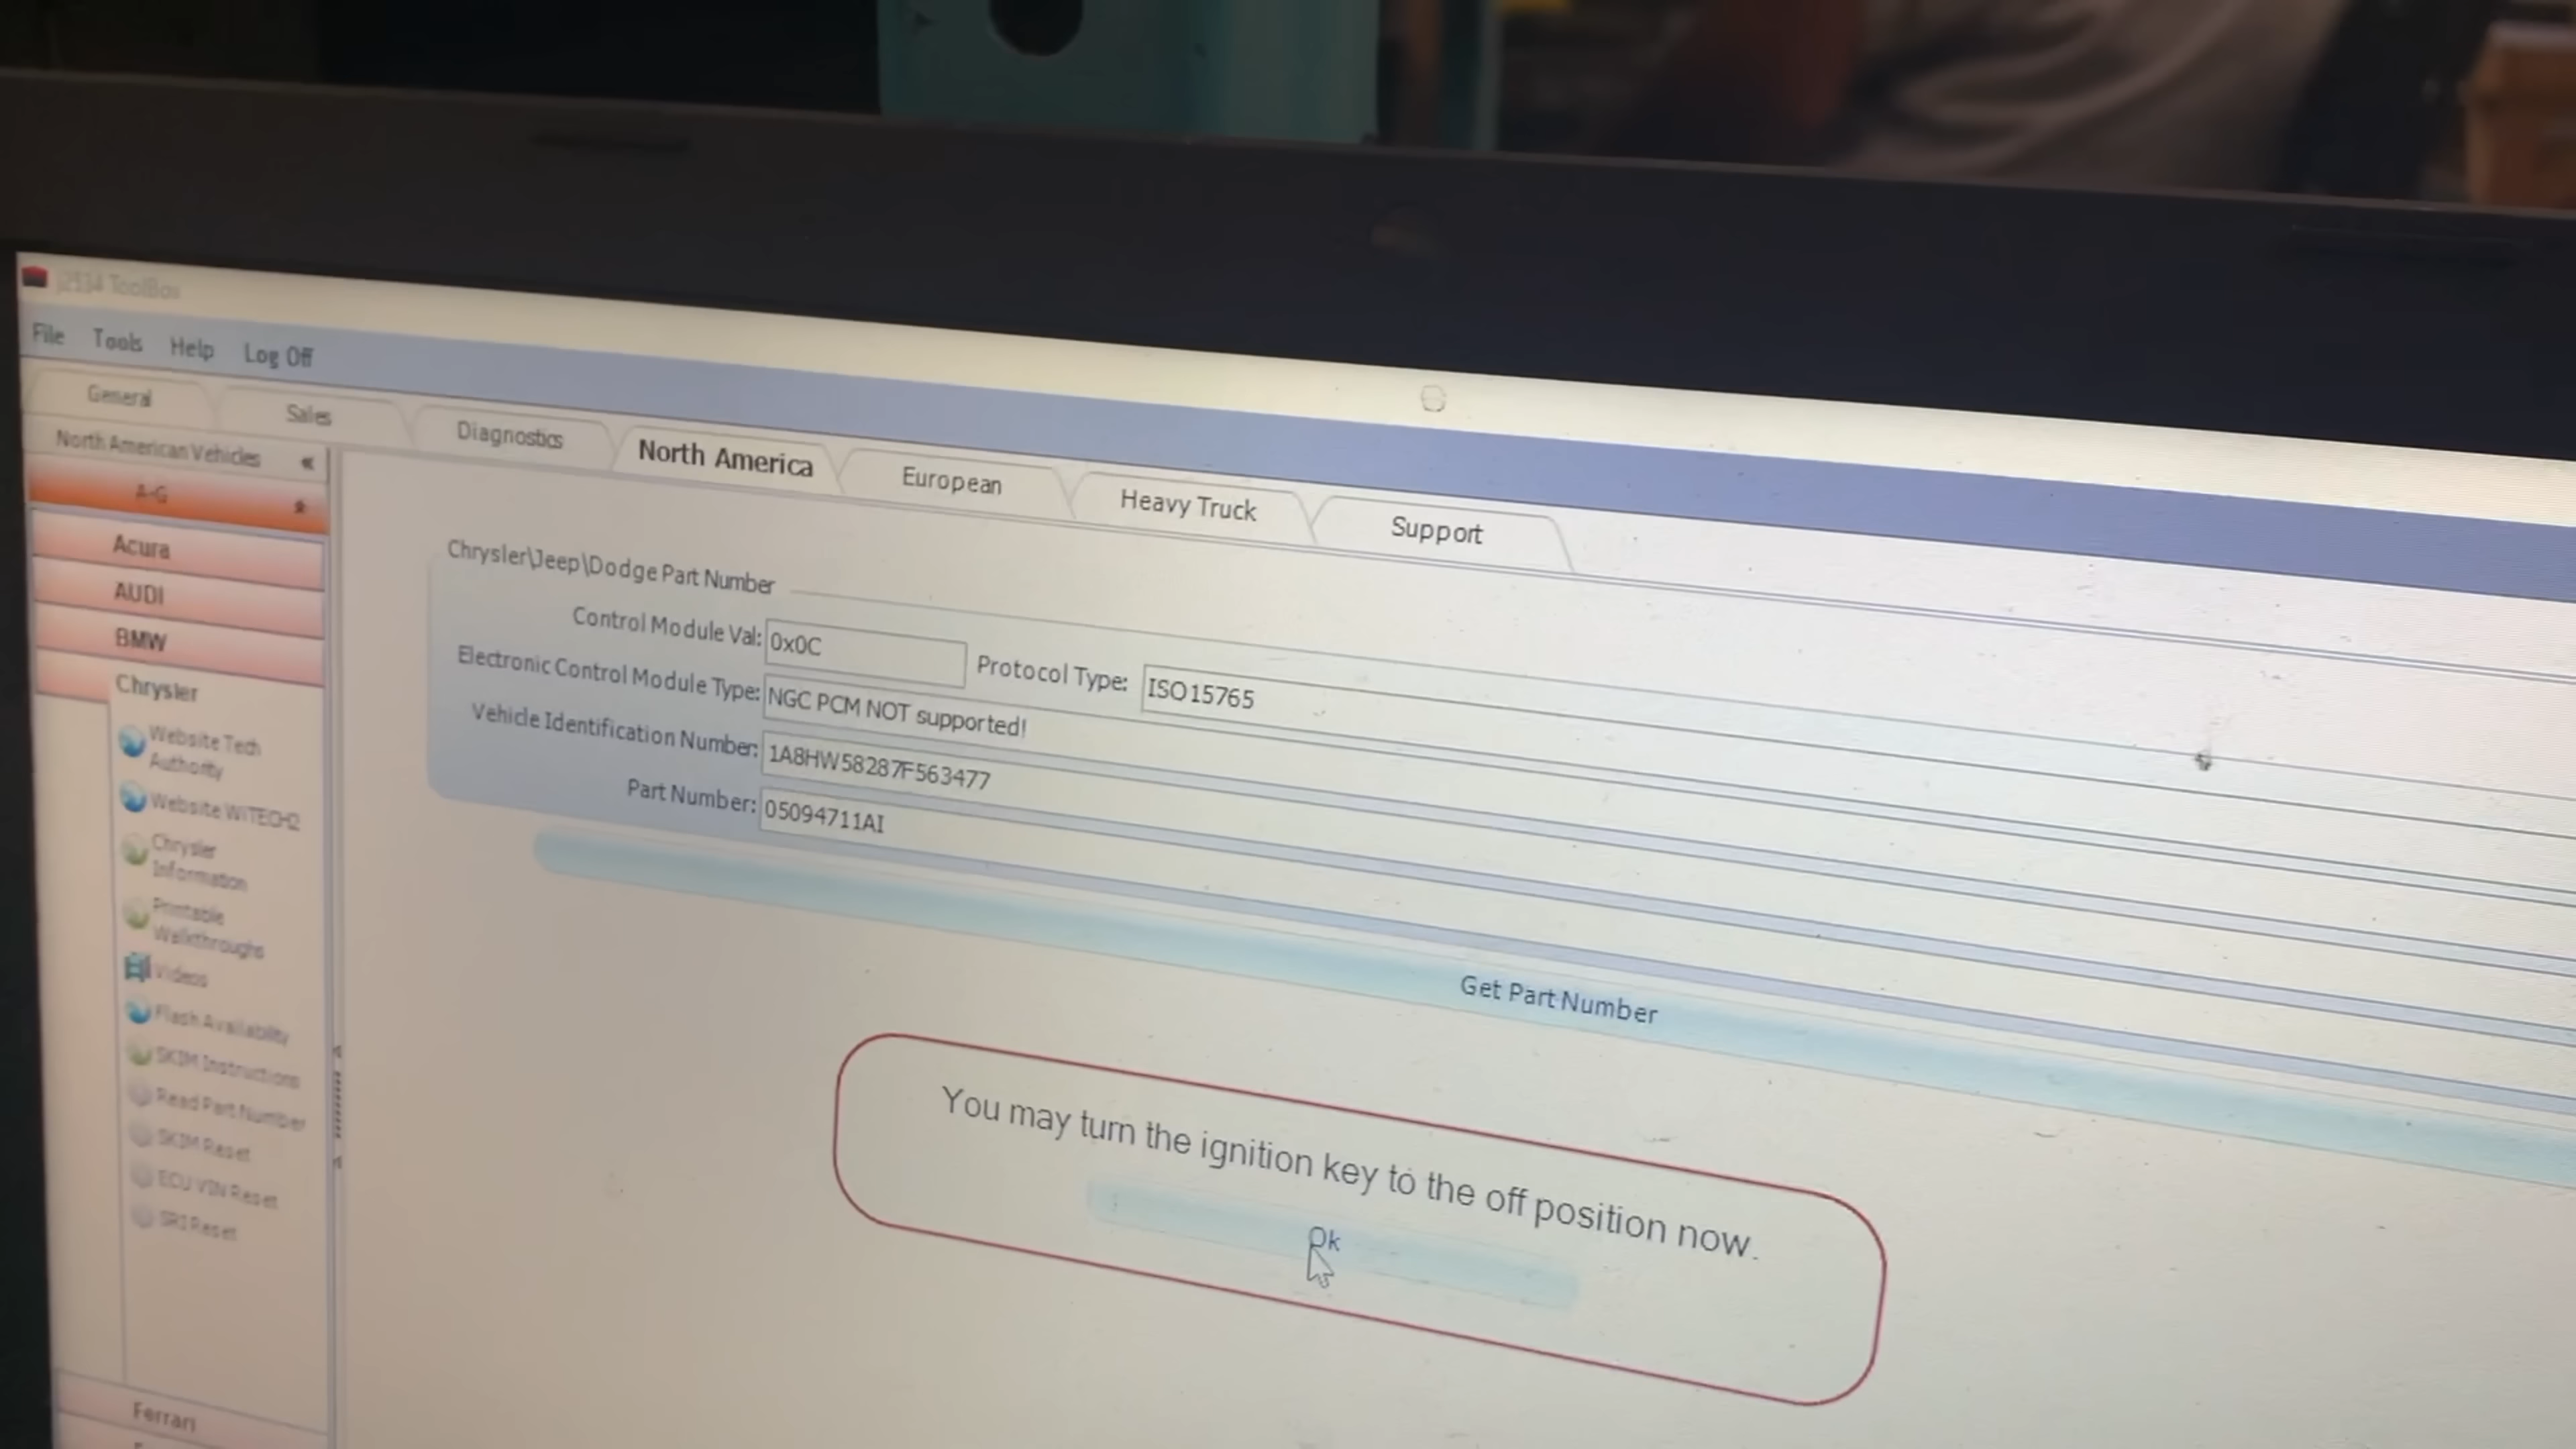 j2534 ToolBox
File Tools Help Log Off
General Sales Diagnostics North America European Heavy Truck Support
North American Vehicles «
A-G
Acura
AUDI
BMW
Chrysler
Website Tech
Authority
Website WiTECH2
Chrysler
Information
Printable
Walkthroughs
Videos
Flash Availability
SKIM Instructions
Read Part Number
SKIM Reset
ECU VIN Reset
SRI Reset
Ferrari
Chrysler\Jeep\Dodge Part Number
Control Module Val: 0x0C Protocol Type: ISO15765
Electronic Control Module Type: NGC PCM NOT supported!
Vehicle Identification Number: 1A8HW58287F563477
Part Number: 05094711AI
Get Part Number
You may turn the ignition key to the off position now.
Ok